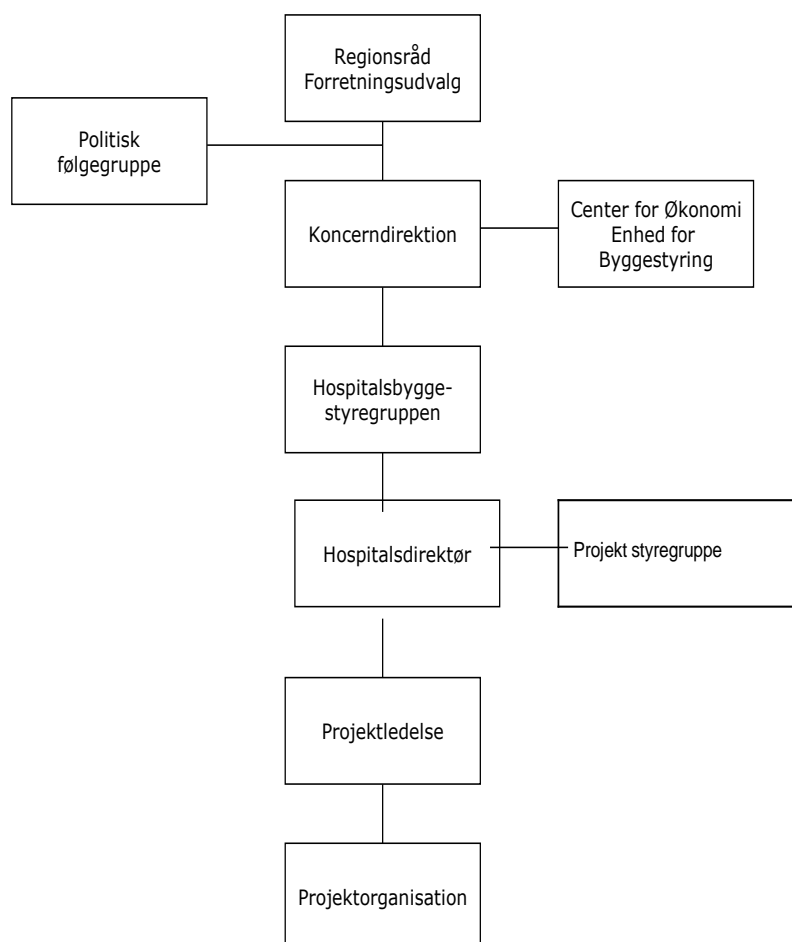 Regionsråd
Forretningsudvalg
Politisk
følgegruppe
Koncerndirektion
Center for Økonomi
Enhed for
Byggestyring
Hospitalsbygge-
styregruppen
Hospitalsdirektør
Projekt styregruppe
Projektledelse
Projektorganisation